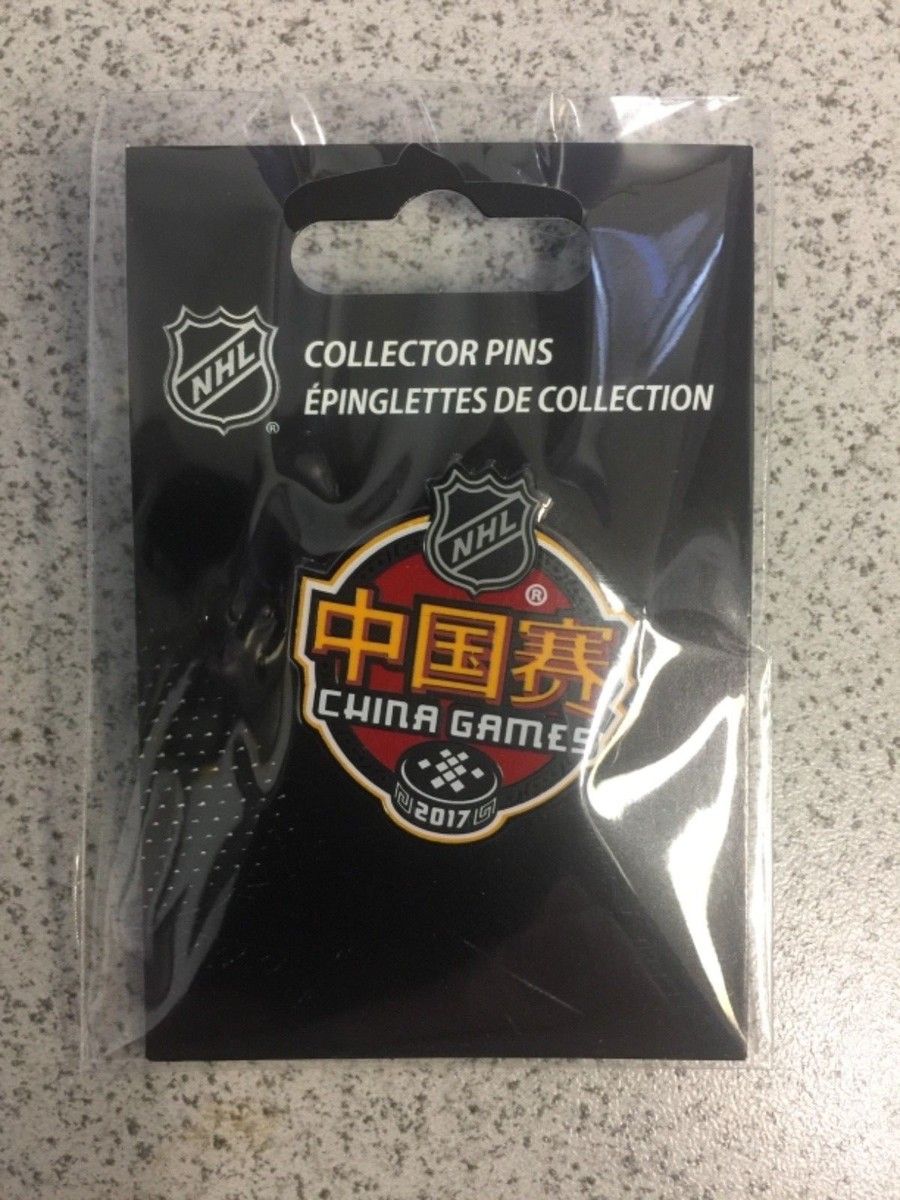 NHL
®
COLLECTOR PINS
ÉPINGLETTES DE COLLECTION
NHL
®
中国赛
CHINA GAMES
2017